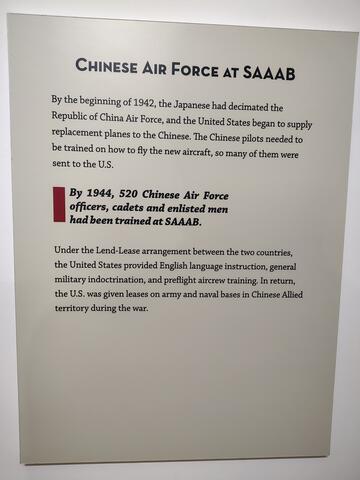 CHINESE AIR FORCE AT SAAAB
By the beginning of 1942, the Japanese had decimated the
Republic of China Air Force, and the United States began to supply
replacement planes to the Chinese. The Chinese pilots needed to
be trained on how to fly the new aircraft, so many of them were
sent to the U.S.
By 1944, 520 Chinese Air Force
officers, cadets and enlisted men
had been trained at SAAAB.
Under the Lend-Lease arrangement between the two countries,
the United States provided English language instruction, general
military indoctrination, and preflight aircrew training. In return,
the U.S. was given leases on army and naval bases in Chinese Allied
territory during the war.